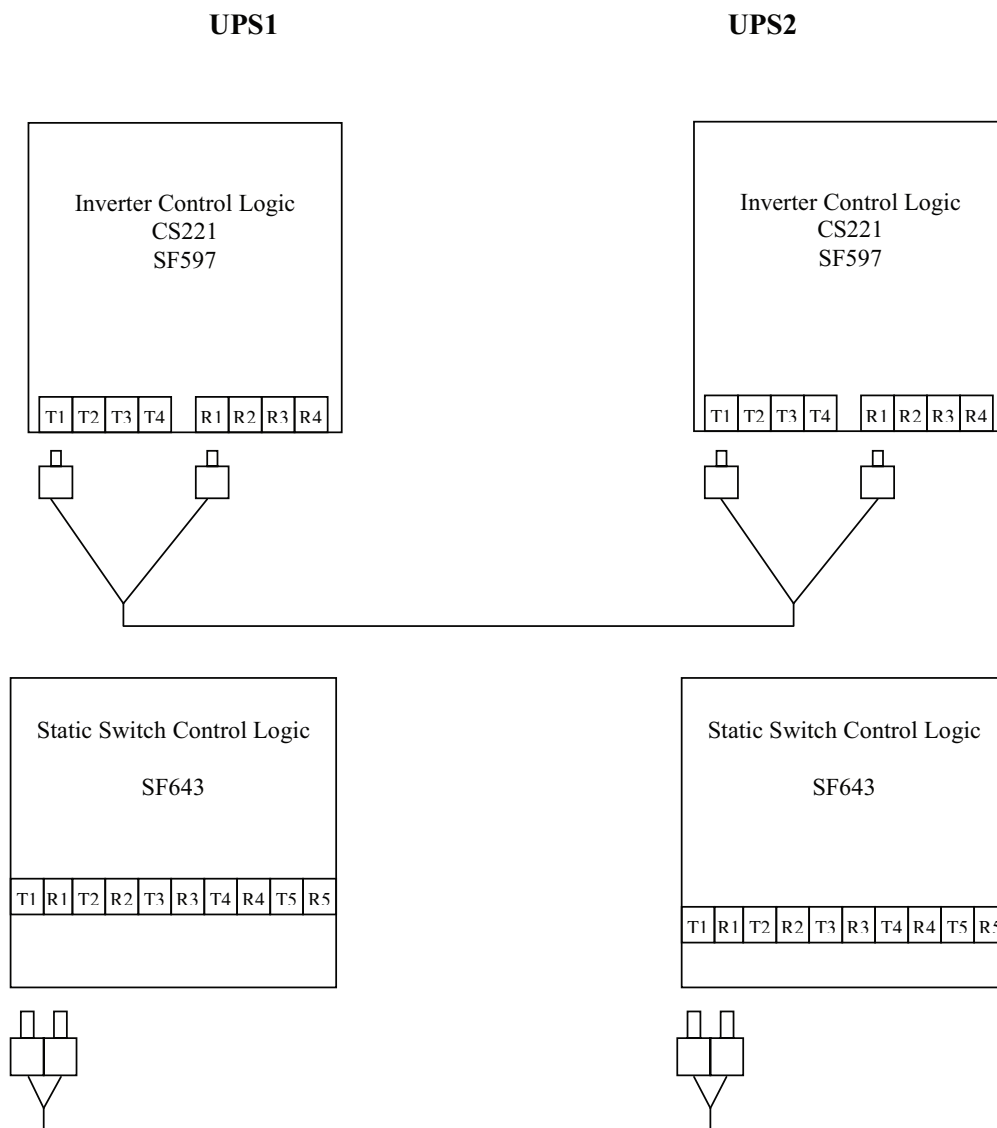 UPS1 UPS2
Inverter Control Logic
CS221
SF597
T1 T2 T3 T4 R1 R2 R3 R4
Inverter Control Logic
CS221
SF597
T1 T2 T3 T4 R1 R2 R3 R4
Static Switch Control Logic
SF643
T1 R1 T2 R2 T3 R3 T4 R4 T5 R5
Static Switch Control Logic
SF643
T1 R1 T2 R2 T3 R3 T4 R4 T5 R5